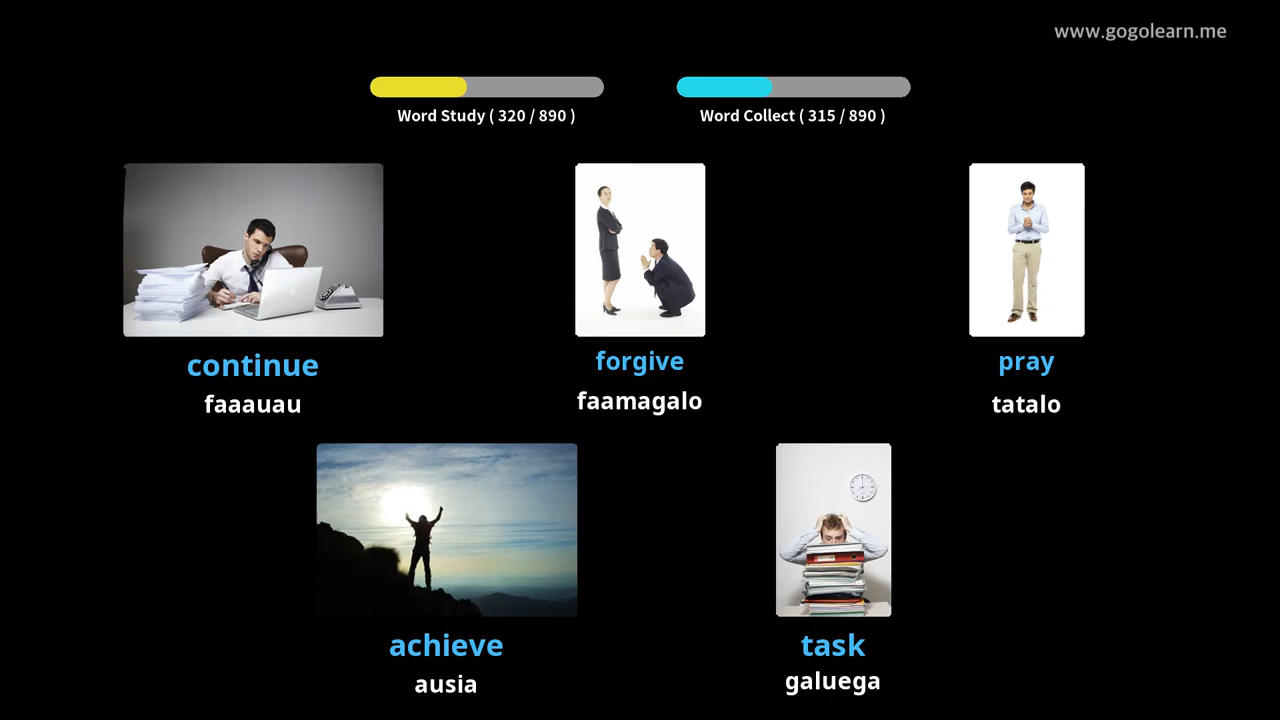 www.gogolearn.me
Word Study ( 320 / 890 )
Word Collect ( 315 / 890 )
continue
faaauau
forgive
faamagalo
pray
tatalo
achieve
ausia
task
galuega